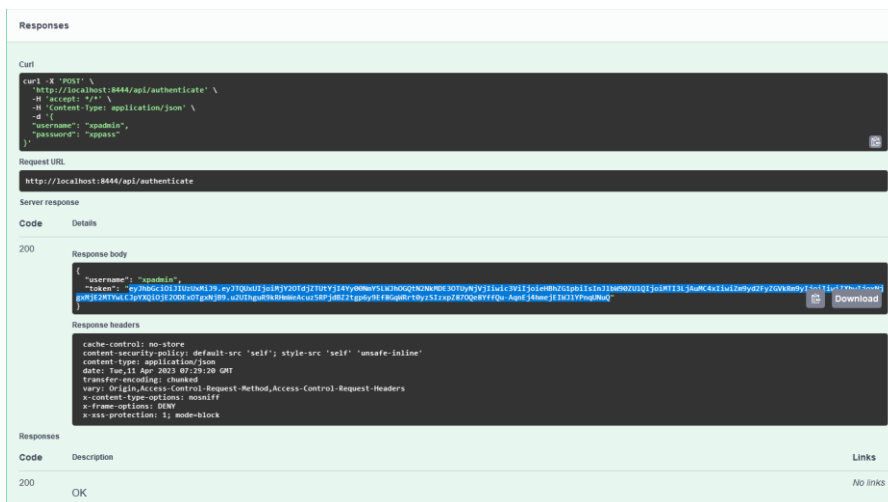 Responses
Curl
curl -X 'POST' \
'http://localhost:8444/api/authenticate' \
-H 'accept: */*' \
-H 'Content-Type: application/json' \
-d '{
"username": "xpadmin",
"password": "xppass"
}'
Request URL
http://localhost:8444/api/authenticate
Server response
Code Details
200
Response body
{
"username": "xpadmin",
"token":
Download
}
Response headers
cache-control: no-store
content-security-policy: default-src 'self'; style-src 'self' 'unsafe-inline'
content-type: application/json
date: Tue,11 Apr 2023 07:29:20 GMT
transfer-encoding: chunked
vary: Origin,Access-Control-Request-Method,Access-Control-Request-Headers
x-content-type-options: nosniff
x-frame-options: DENY
x-xss-protection: 1; mode=block
Responses
Code Description Links
200 No links
OK